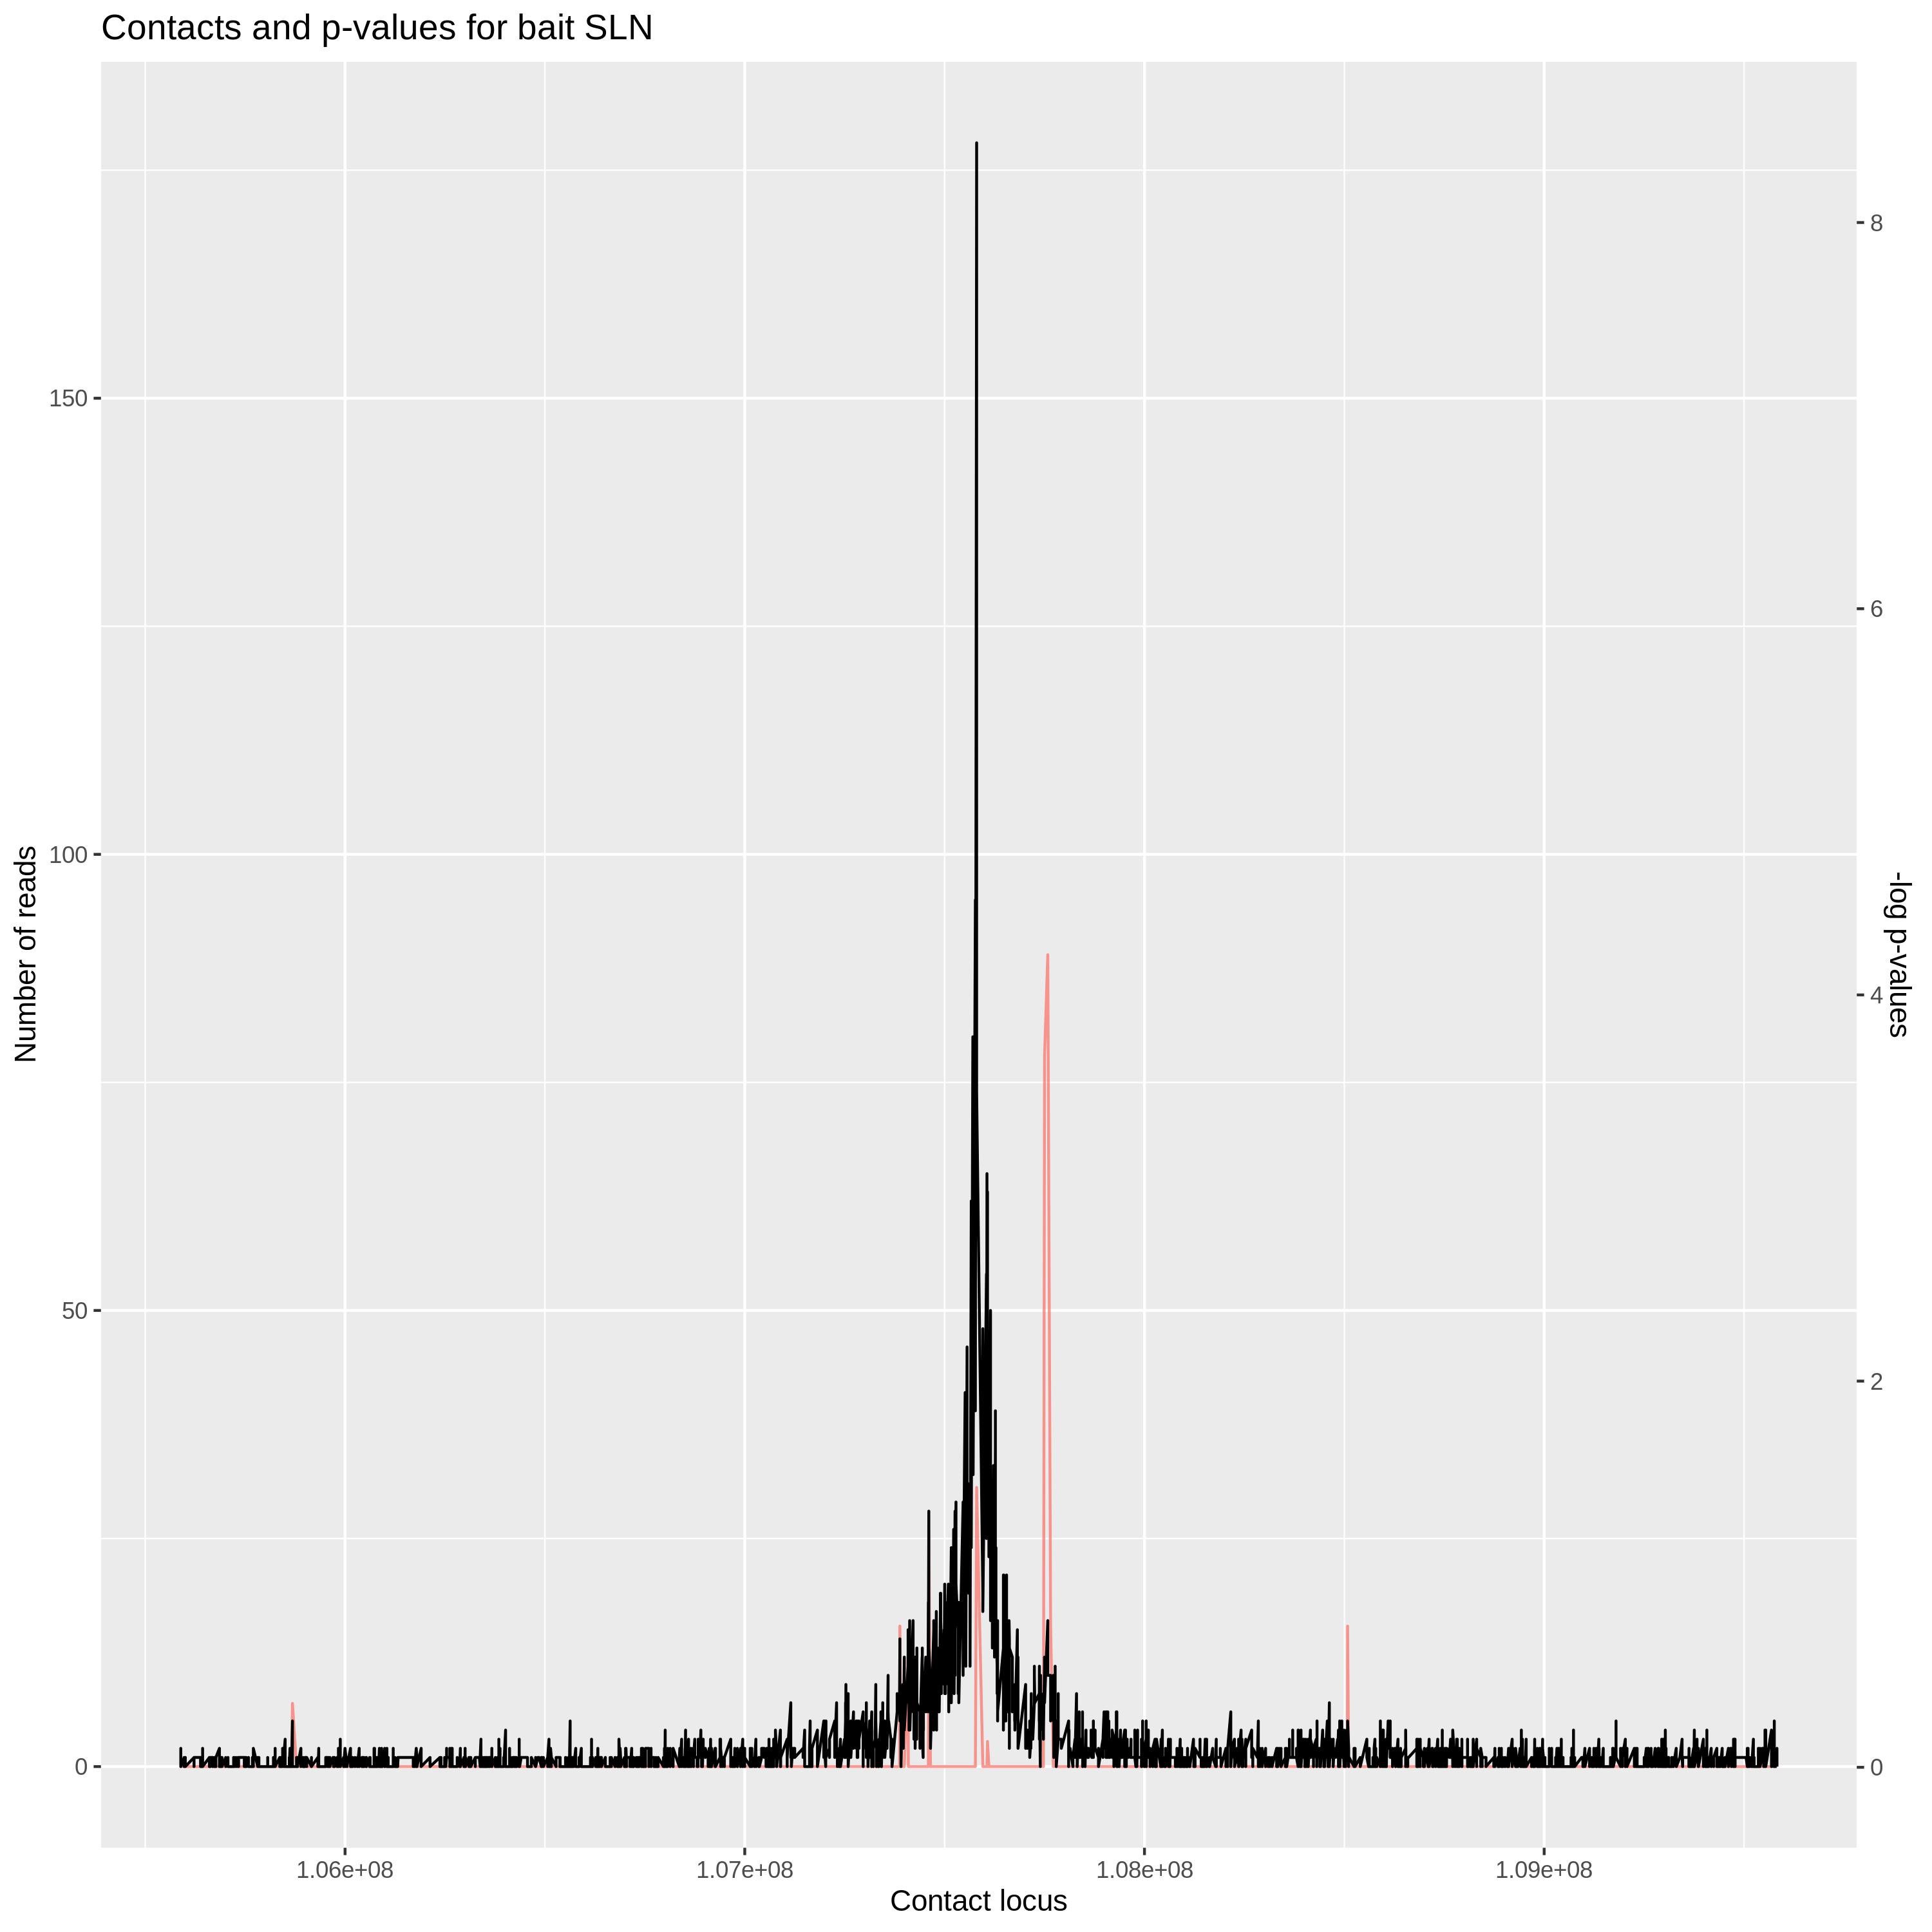 Contacts and p-values for bait SLN
Number of reads
150
100
50
0
8
6
4
2
0
-log p-values
1.06e+08
1.07e+08
1.08e+08
1.09e+08
Contact locus